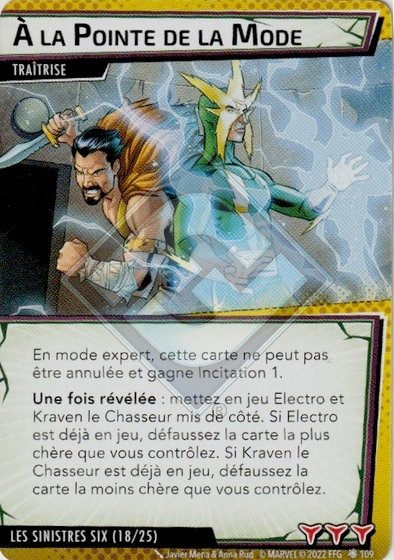 À la Pointe de la Mode
TRAÎTRISE
En mode expert, cette carte ne peut pas
être annulée et gagne Incitation 1.
Une fois révélée : mettez en jeu Electro et
Kraven le Chasseur mis de côté. Si Electro
est déjà en jeu, défaussez la carte la plus
chère que vous contrôlez. Si Kraven le
Chasseur est déjà en jeu, défaussez la carte
la moins chère que vous contrôlez.
®
LES SINISTRES SIX (18/25)
Javier Mena & Anna Rud © MARVEL © 2022 FFG 109